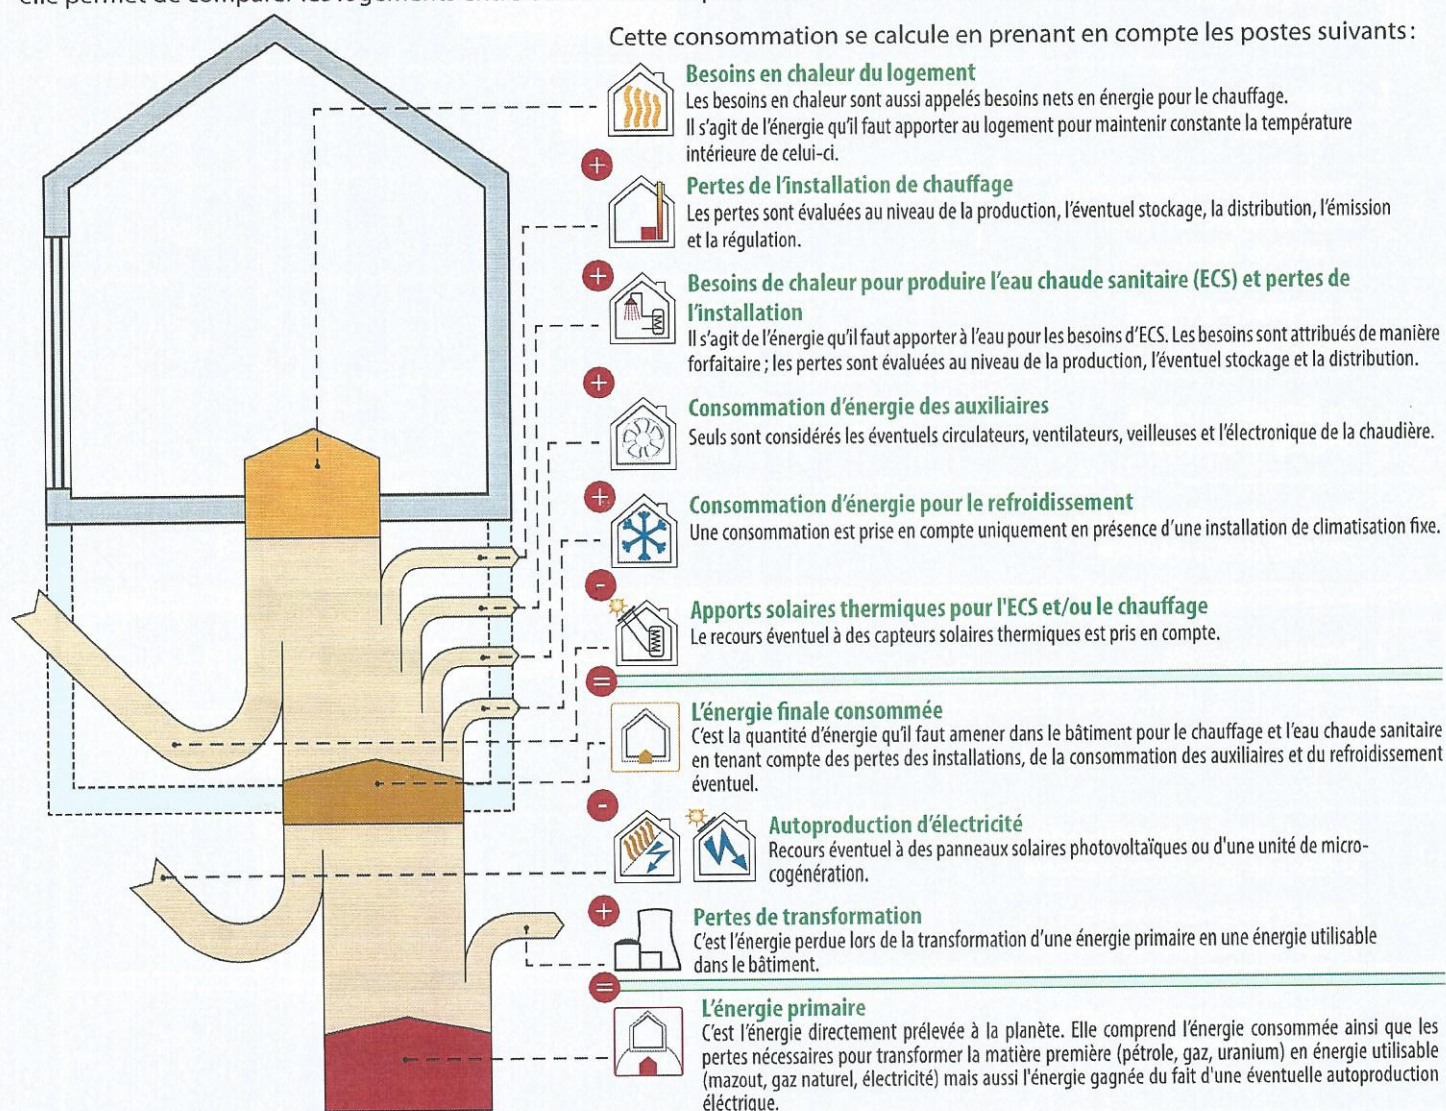 Cette consommation se calcule en prenant en compte les postes suivants:
Besoins en chaleur du logement
Les besoins en chaleur sont aussi appelés besoins nets en énergie pour le chauffage.
Il s'agit de l'énergie qu'il faut apporter au logement pour maintenir constante la température
intérieure de celui-ci.
+
Pertes de l'installation de chauffage
Les pertes sont évaluées au niveau de la production, l'éventuel stockage, la distribution, l'émission
et la régulation.
+
Besoins de chaleur pour produire l'eau chaude sanitaire (ECS) et pertes de
l'installation
Il s'agit de l'énergie qu'il faut apporter à l'eau pour les besoins d'ECS. Les besoins sont attribués de manière
forfaitaire ; les pertes sont évaluées au niveau de la production, l'éventuel stockage et la distribution.
+
Consommation d'énergie des auxiliaires
Seuls sont considérés les éventuels circulateurs, ventilateurs, veilleuses et l'électronique de la chaudière.
+
Consommation d'énergie pour le refroidissement
Une consommation est prise en compte uniquement en présence d'une installation de climatisation fixe.
-
Apports solaires thermiques pour l'ECS et/ou le chauffage
Le recours éventuel à des capteurs solaires thermiques est pris en compte.
=
L'énergie finale consommée
C'est la quantité d'énergie qu'il faut amener dans le bâtiment pour le chauffage et l'eau chaude sanitaire
en tenant compte des pertes des installations, de la consommation des auxiliaires et du refroidissement
éventuel.
-
Autoproduction d'électricité
Recours éventuel à des panneaux solaires photovoltaïques ou d'une unité de micro-
cogénération.
+
Pertes de transformation
C'est l'énergie perdue lors de la transformation d'une énergie primaire en une énergie utilisable
dans le bâtiment.
=
L'énergie primaire
C'est l'énergie directement prélevée à la planète. Elle comprend l'énergie consommée ainsi que les
pertes nécessaires pour transformer la matière première (pétrole, gaz, uranium) en énergie utilisable
(mazout, gaz naturel, électricité) mais aussi l'énergie gagnée du fait d'une éventuelle autoproduction
éléctrique.